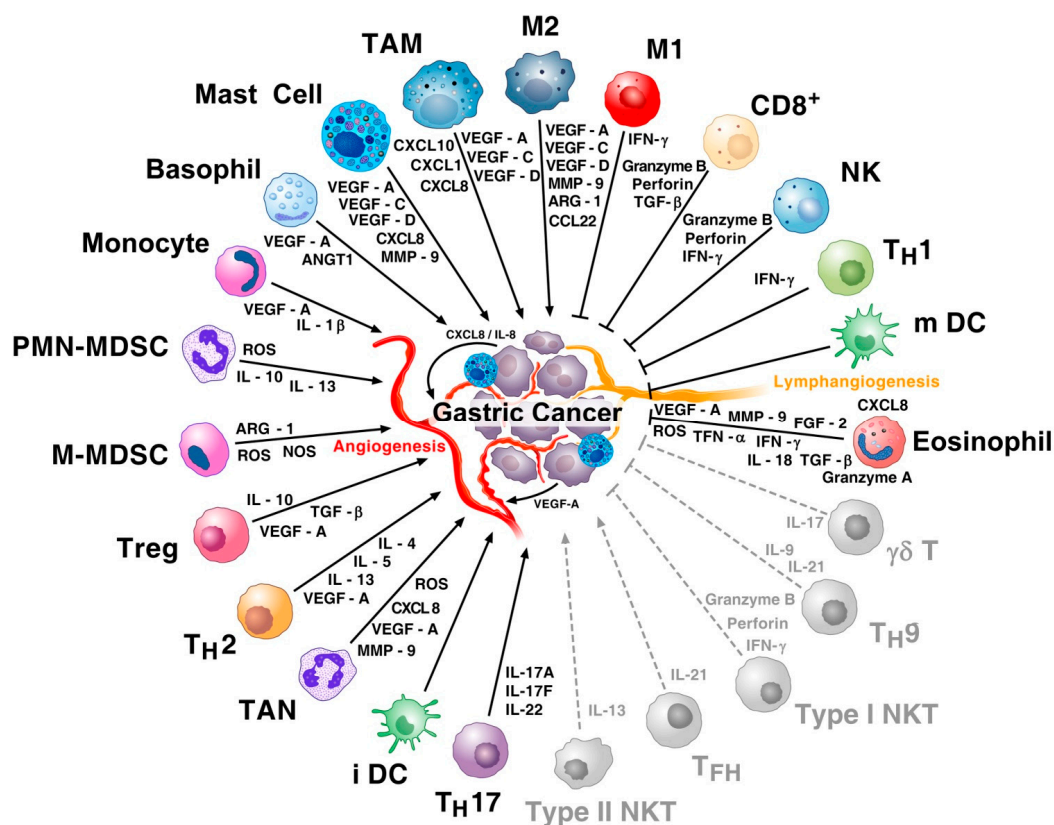 M2
TAM
M1
Mast Cell
CD8+
Basophil
NK
Monocyte
TH1
PMN-MDSC
m DC
M-MDSC
Eosinophil
Treg
γδ T
TH2
TH9
TAN
Type I NKT
i DC
TFH
TH17
Type II NKT
CXCL10
CXCL1
CXCL8
VEGF - A
VEGF - C
VEGF - D
VEGF - A
VEGF - C
VEGF - D
MMP - 9
ARG - 1
CCL22
IFN-γ
Granzyme B
Perforin
TGF-β
Granzyme B
Perforin
IFN-γ
IFN-γ
VEGF - A
VEGF - C
VEGF - D
CXCL8
MMP - 9
VEGF - A
ANGT1
VEGF - A
IL - 1β
ROS
IL - 10 IL - 13
ARG - 1
ROS NOS
IL - 10
TGF - β
VEGF - A
IL - 4
IL - 5
IL - 13
VEGF - A
ROS
CXCL 8
VEGF - A
MMP - 9
IL-17A
IL-17F
IL-22
IL-13
IL-21
Granzyme B
Perforin
IFN-γ
IL-9
IL-21
IL-17
CXCL8
VEGF - A MMP - 9 FGF - 2
ROS TFN - α IFN - γ
IL - 18 TGF - β
Granzyme A
Lymphangiogenesis
CXCL8 / IL-8
Gastric Cancer
Angiogenesis
VEGF-A